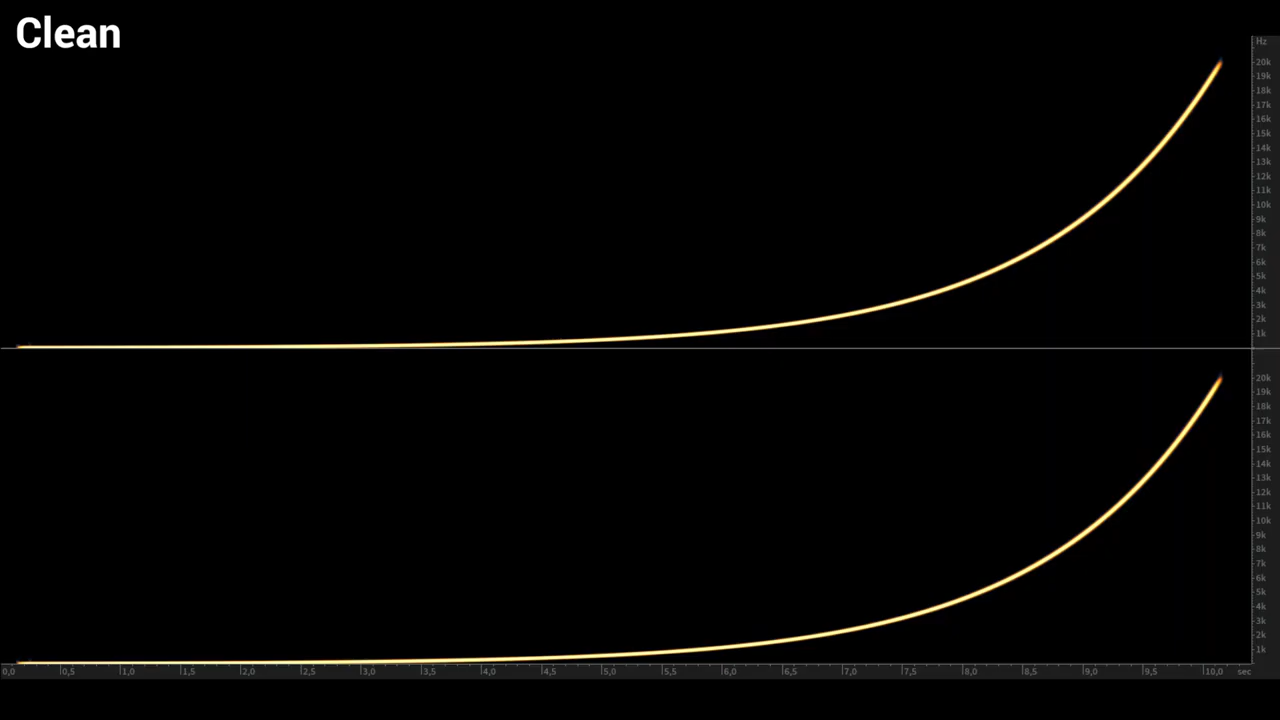 Clean
Hz
20k
19k
18k
17k
16k
15k
14k
13k
12k
11k
10k
9k
8k
7k
6k
5k
4k
3k
2k
1k
20k
19k
18k
17k
16k
15k
14k
13k
12k
11k
10k
9k
8k
7k
6k
5k
4k
3k
2k
1k
0,0 0,5 1,0 1,5 2,0 2,5 3,0 3,5 4,0 4,5 5,0 5,5 6,0 6,5 7,0 7,5 8,0 8,5 9,0 9,5 10,0 sec